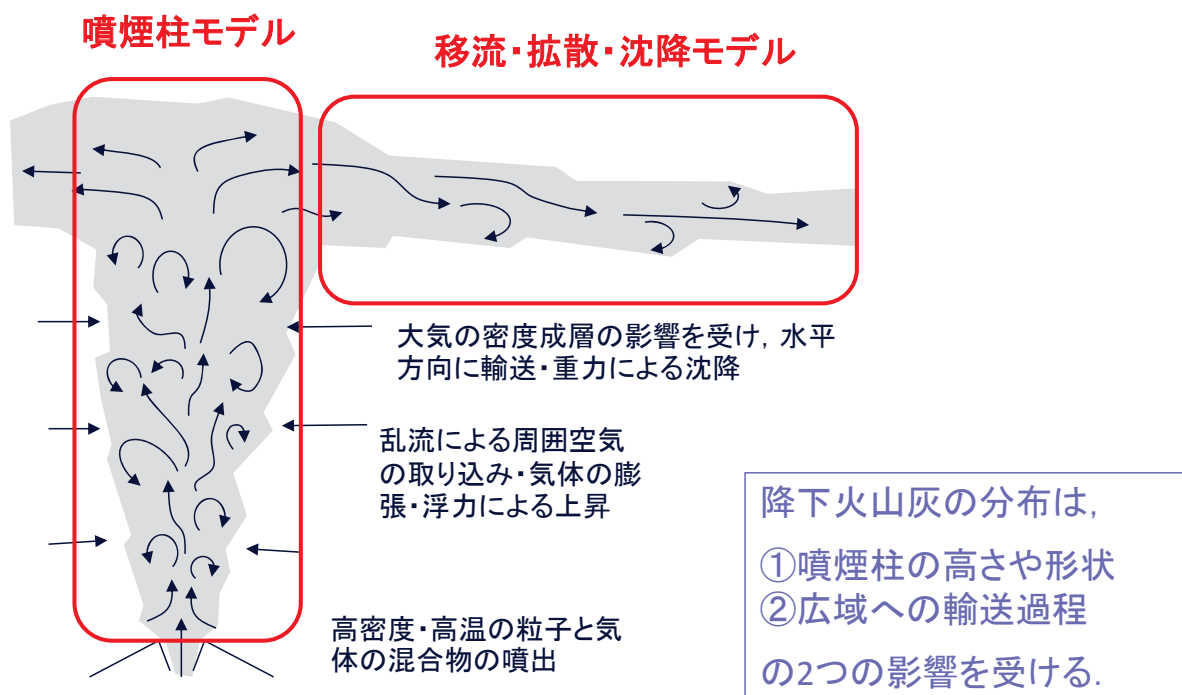 噴煙柱モデル
移流・拡散・沈降モデル
大気の密度成層の影響を受け, 水平
方向に輸送・重力による沈降
乱流による周囲空気
の取り込み・気体の膨
張・浮力による上昇
高密度・高温の粒子と気
体の混合物の噴出
降下火山灰の分布は,
①噴煙柱の高さや形状
②広域への輸送過程
の2つの影響を受ける.